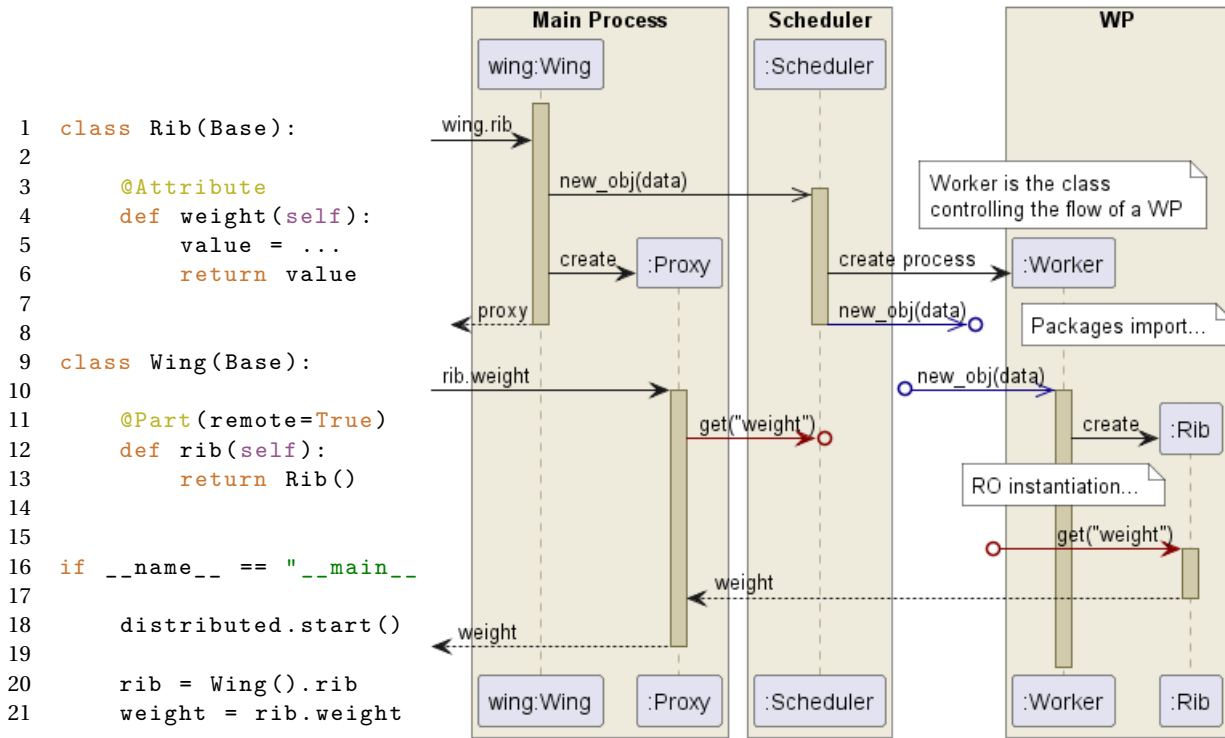 1 class Rib(Base):
2
3 @Attribute
4 def weight(self):
5 value = ...
6 return value
7
8
9 class Wing(Base):
10
11 @Part(remote=True)
12 def rib(self):
13 return Rib()
14
15
16 if __name__ == "__main__
17
18 distributed.start()
19
20 rib = Wing().rib
21 weight = rib.weight
Main Process
Scheduler
WP
wing:Wing
:Scheduler
wing.rib
new_obj(data)
Worker is the class
controlling the flow of a WP
create
:Proxy
create process
:Worker
proxy
new_obj(data)
Packages import...
rib.weight
new_obj(data)
get("weight")
create
:Rib
RO instantiation...
get("weight")
weight
weight
wing:Wing
:Proxy
:Scheduler
:Worker
:Rib